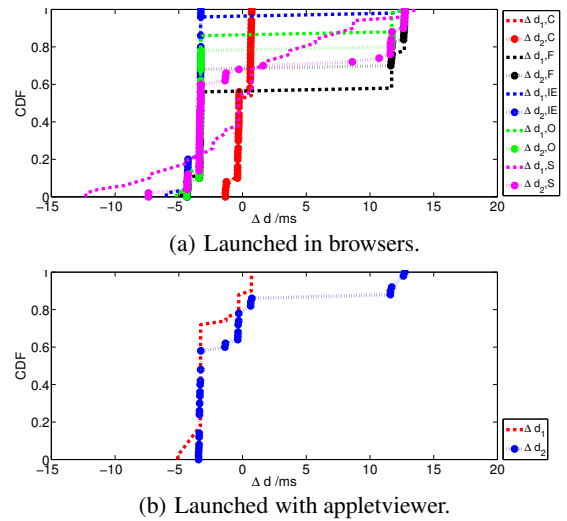 1
0.8
0.6
0.4
0.2
0
CDF
−15
−10
−5
0
5
10
15
20
Δ d /ms
Δ d1,C
Δ d2,C
Δ d1,F
Δ d2,F
Δ d1,IE
Δ d2,IE
Δ d1,O
Δ d2,O
Δ d1,S
Δ d2,S
(a) Launched in browsers.
1
0.8
0.6
0.4
0.2
0
CDF
−15
−10
−5
0
5
10
15
20
Δ d /ms
Δ d1
Δ d2
(b) Launched with appletviewer.